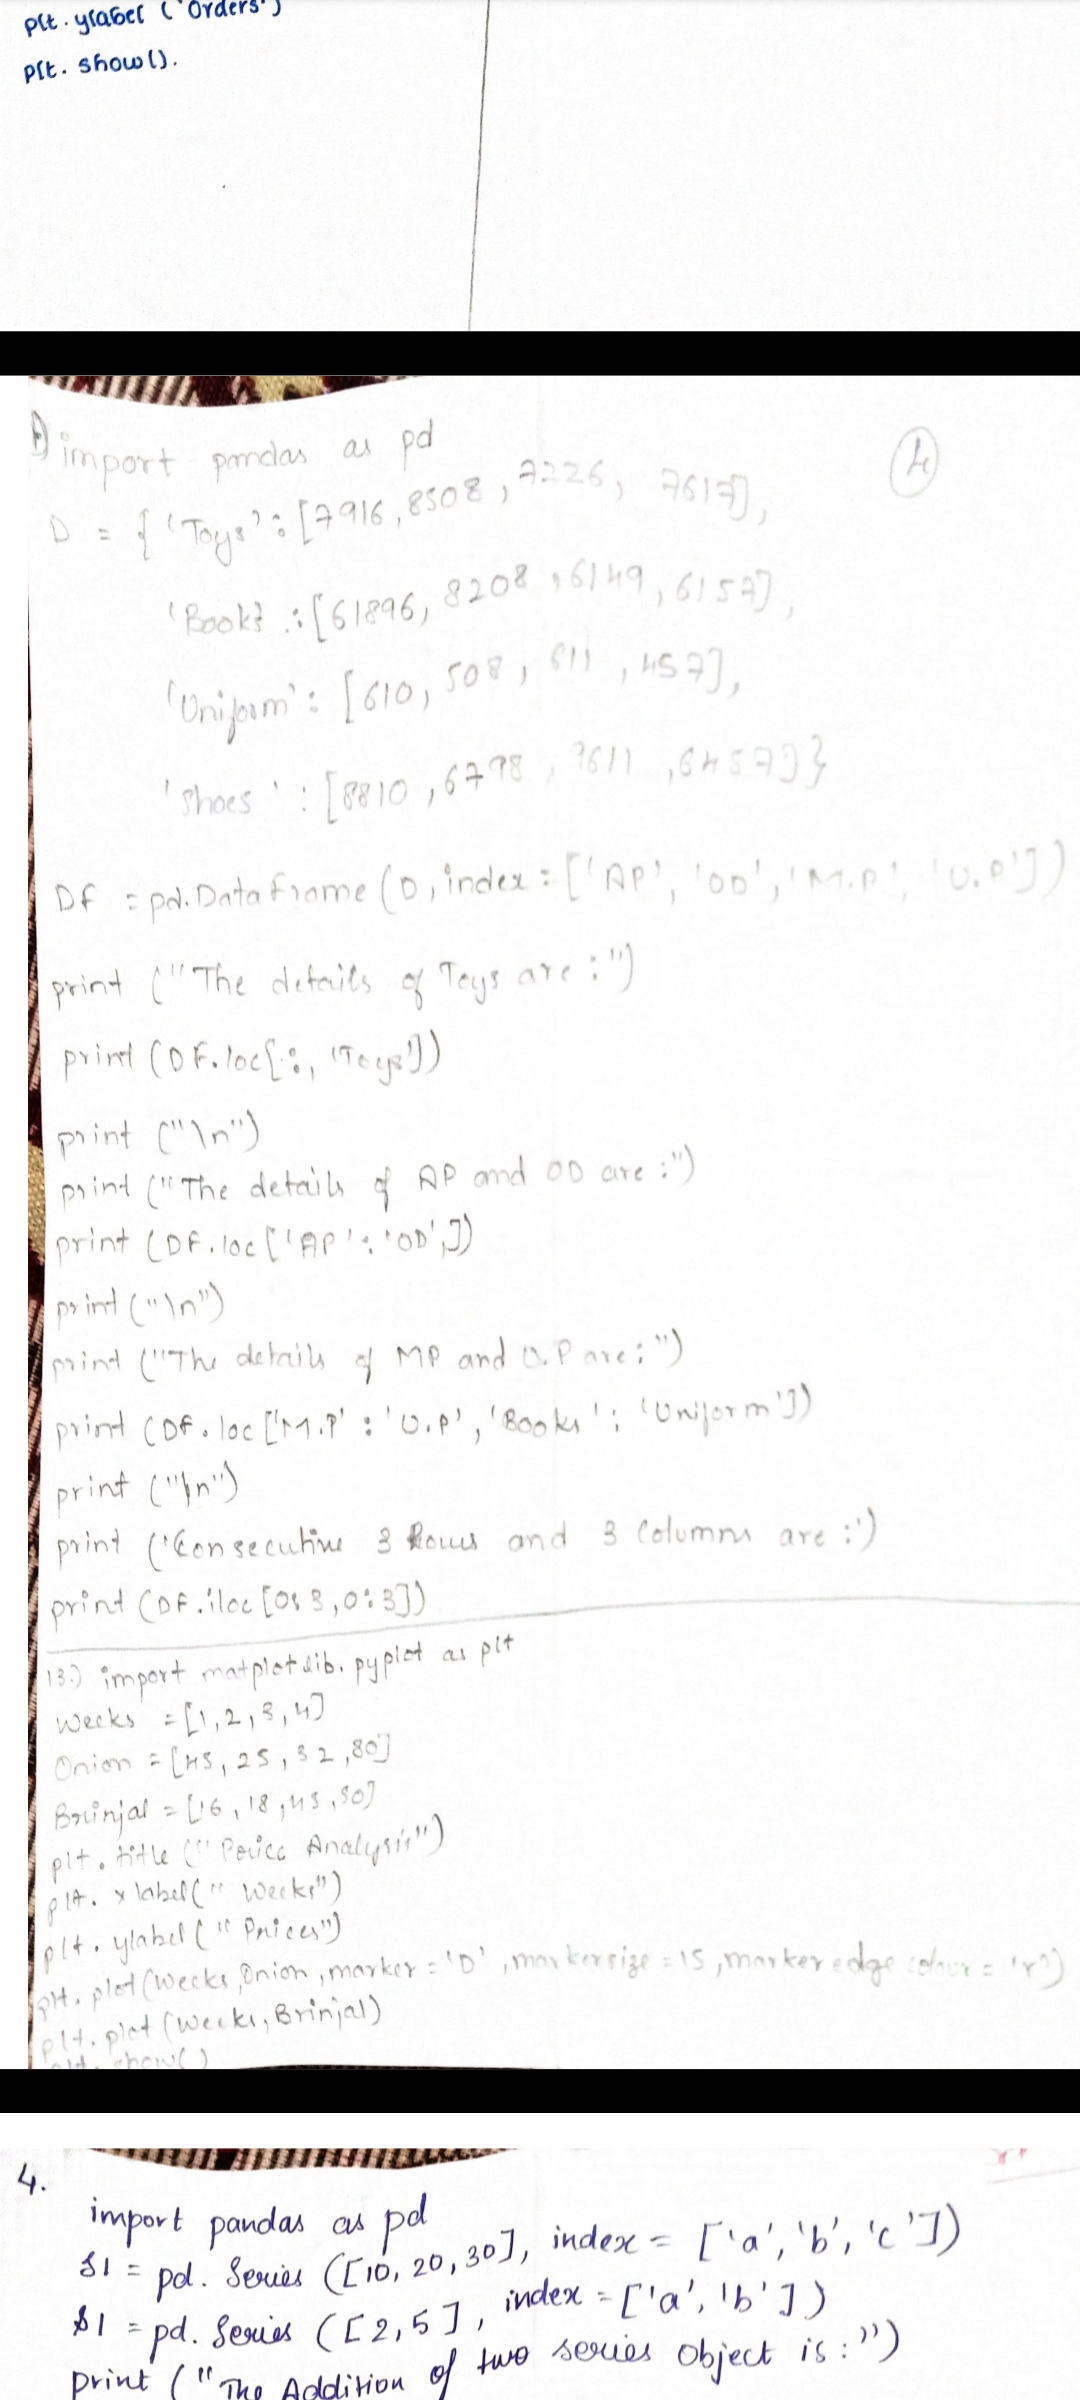 plt. ylabel ('Orders')
plt. show().
import pandas as pd
D = { 'Toys' : [7916, 8508, 7226, 7617],
'Books' : [61896, 8208, 6149, 6157],
'Uniform' : [610, 508, 611, 457],
'Shoes' : [8810, 6798, 9611, 6457]}
DF = pd.DataFrame (D, index = ['AP', 'OD', 'M.P', 'U.P'])
print ("The details of Toys are :")
print (DF.loc[:, 'Toys'])
print ("\n")
print ("The details of AP and OD are :")
print (DF.loc['AP' : 'OD',])
print ("\n")
print ("The details of MP and U.P are :")
print (DF.loc['M.P' : 'U.P', 'Books' : 'Uniform'])
print ("\n")
print ('Consecutive 3 Rows and 3 Columns are :')
print (DF.iloc [0:3, 0:3])
13.) import matplotlib.pyplot as plt
Weeks = [1,2,3,4]
Onion = [45, 25, 32, 80]
Brinjal = [16, 18, 45, 50]
plt. title ("Price Analysis")
plt. xlabel (" Weeks")
plt. ylabel (" Prices")
plt. plot (Weeks, Onion, marker = 'D', markersize = 15, markeredgecolour = 'r')
plt. plot (Weeks, Brinjal)
plt. show()
4.
import pandas as pd
S1 = pd. Series ([10, 20, 30], index = ['a', 'b', 'c'])
S1 = pd. Series ([2,5], index = ['a', 'b'])
print ("The Addition of two series Object is :")